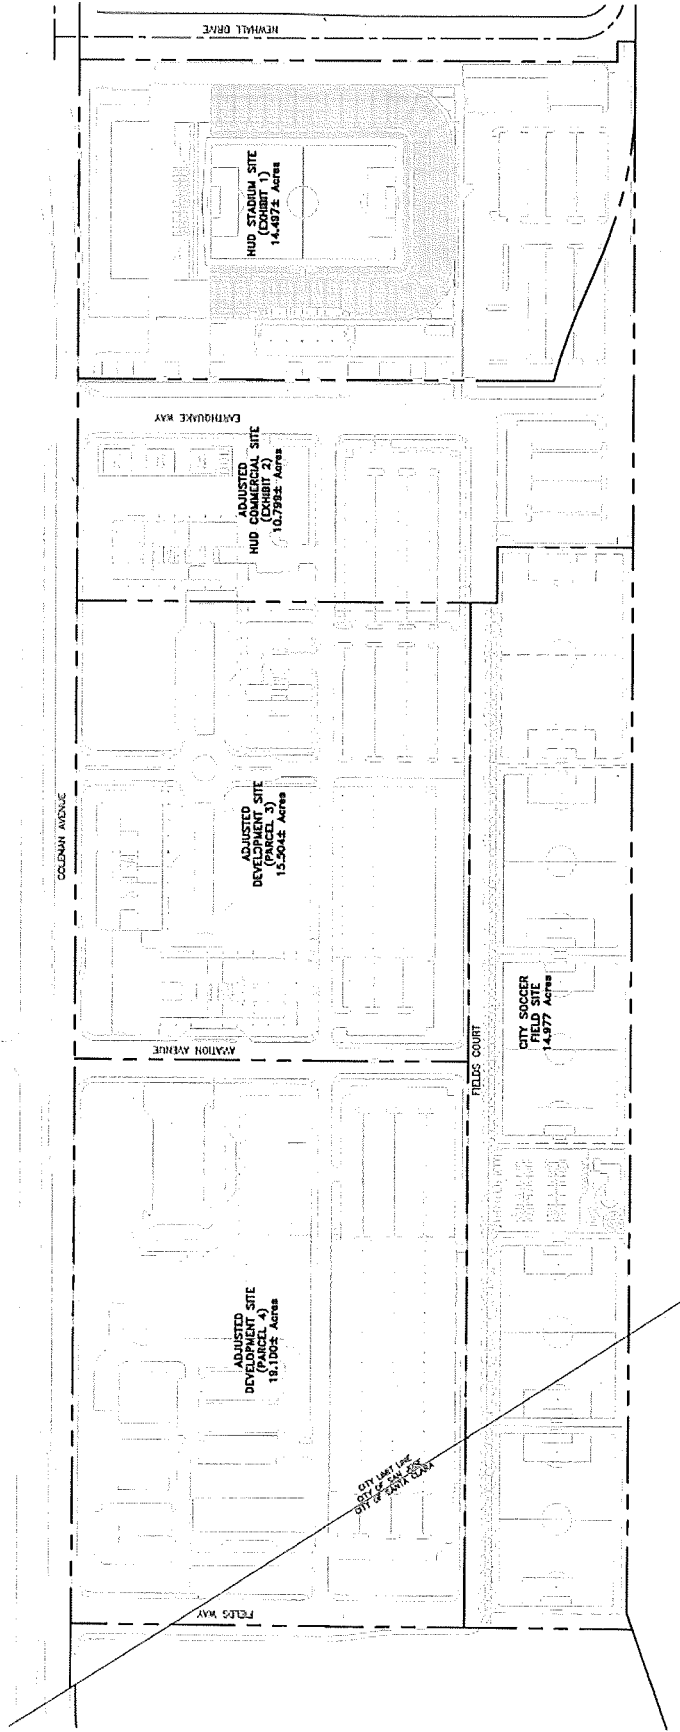 NEWHALL DRIVE
HUD STADIUM SITE
(EXHIBIT 1)
14.497± Acres
EARTHQUAKE WAY
ADJUSTED
HUD COMMERCIAL SITE
(EXHIBIT 2)
10.799± Acres
COLEMAN AVENUE
ADJUSTED
DEVELOPMENT SITE
(PARCEL 3)
15.904± Acres
CITY SOCCER
FIELD SITE
14.977 Acres
AVIATION AVENUE
FIELDS COURT
ADJUSTED
DEVELOPMENT SITE
(PARCEL 4)
19.100± Acres
CITY LIMIT LINE
CITY OF SAN JOSE
CITY OF SANTA CLARA
FIELDS WAY